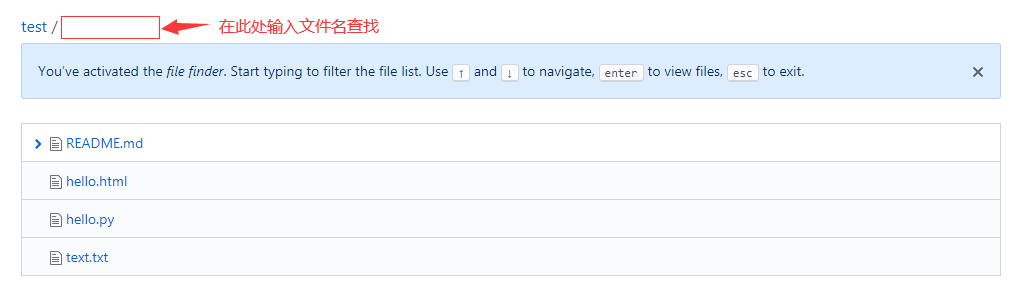 test / 在此处输入文件名查找
You've activated the file finder. Start typing to filter the file list. Use ↑ and ↓ to navigate, enter to view files, esc to exit. ×
README.md
hello.html
hello.py
text.txt